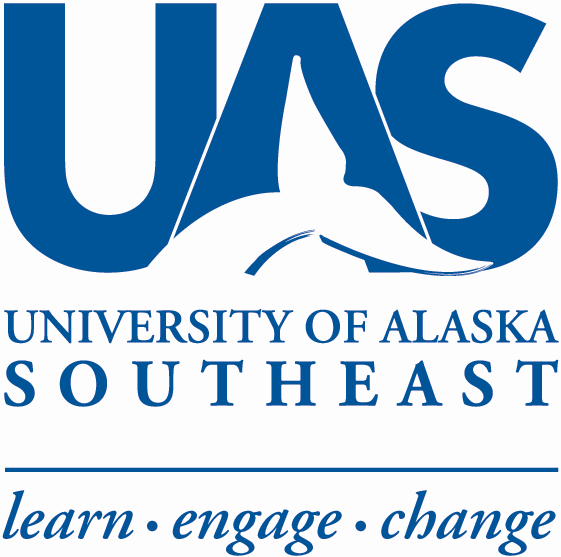 UAS
UNIVERSITY OF ALASKA
SOUTHEAST
learn • engage • change